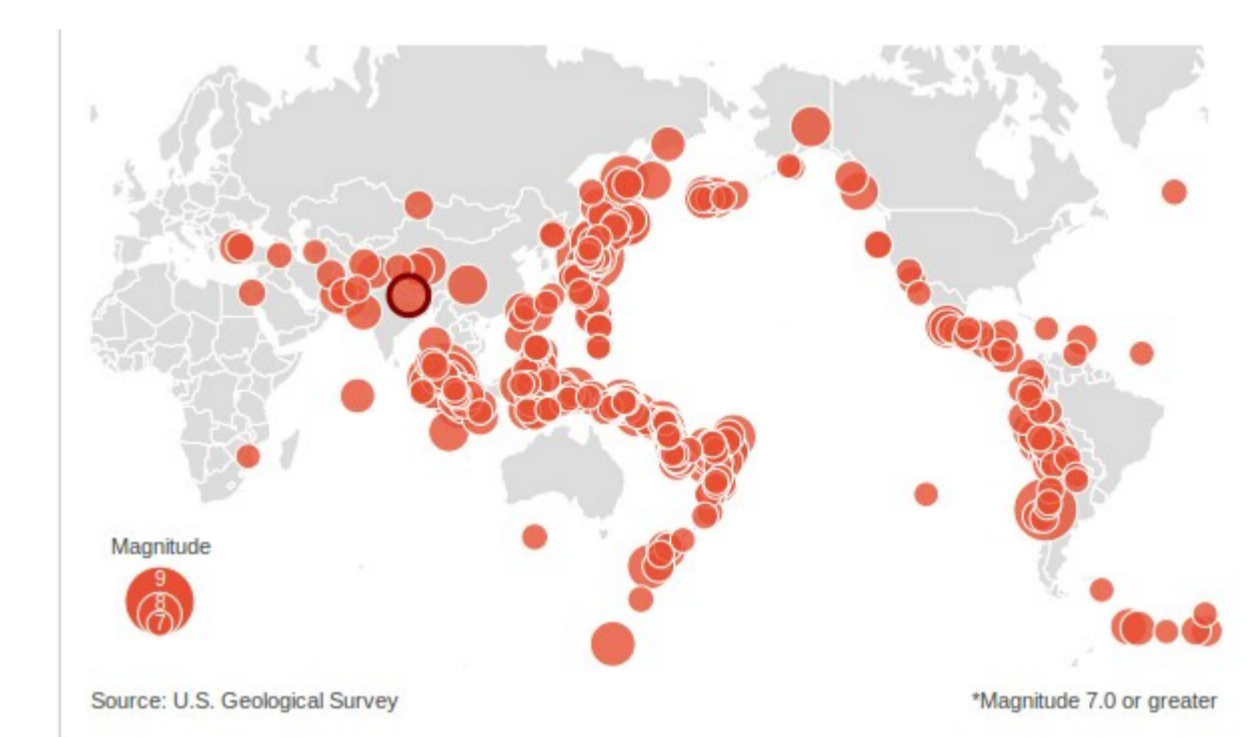 Magnitude
9
8
7
Source: U.S. Geological Survey
*Magnitude 7.0 or greater